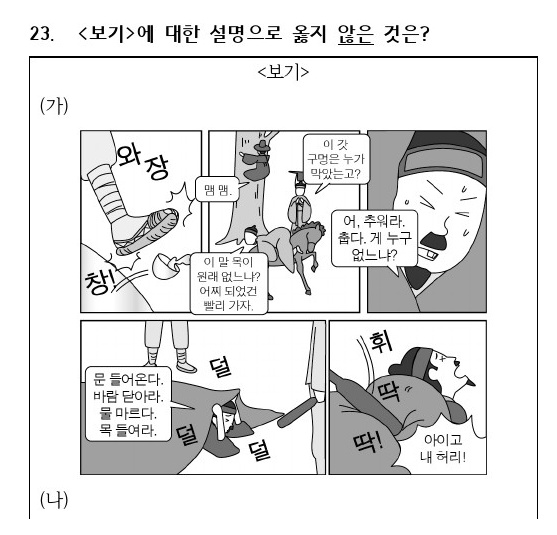 23. <보기>에 대한 설명으로 옳지 않은 것은?
<보기>
(가)
와
장
창!
맴 맴.
이 갓
구멍은 누가
막았는고?
이 말 목이
원래 없느냐?
어찌 되었건
빨리 가자.
어, 추워라.
춥다. 게 누구
없느냐?
문 들어온다.
바람 닫아라.
물 마르다.
목 들여라.
덜
덜
덜
휘
딱
딱!
아이고
내 허리!
(나)